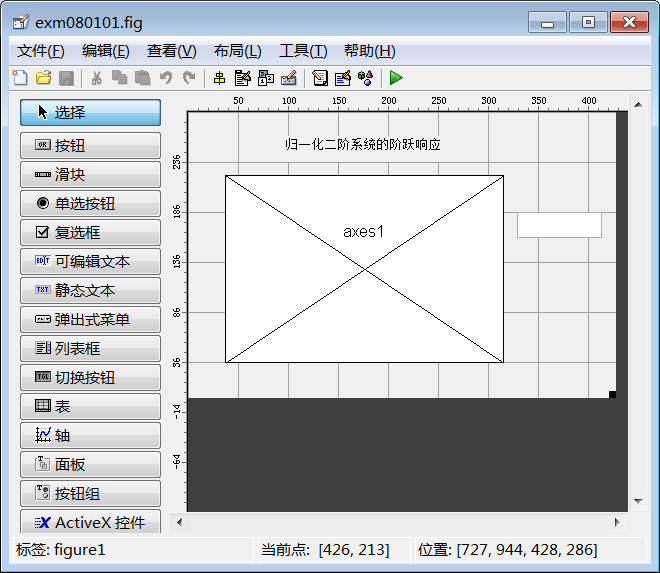 exm080101.fig
文件(F) 编辑(E) 查看(V) 布局(L) 工具(T) 帮助(H)
选择
OK 按钮
滑块
单选按钮
复选框
EDIT 可编辑文本
TXT 静态文本
弹出式菜单
列表框
TGL 切换按钮
表
轴
面板
按钮组
X ActiveX 控件
50 100 150 200 250 300 350 400
236
186
136
86
36
-14
-64
归一化二阶系统的阶跃响应
axes1
标签: figure1
当前点: [426, 213]
位置: [727, 944, 428, 286]